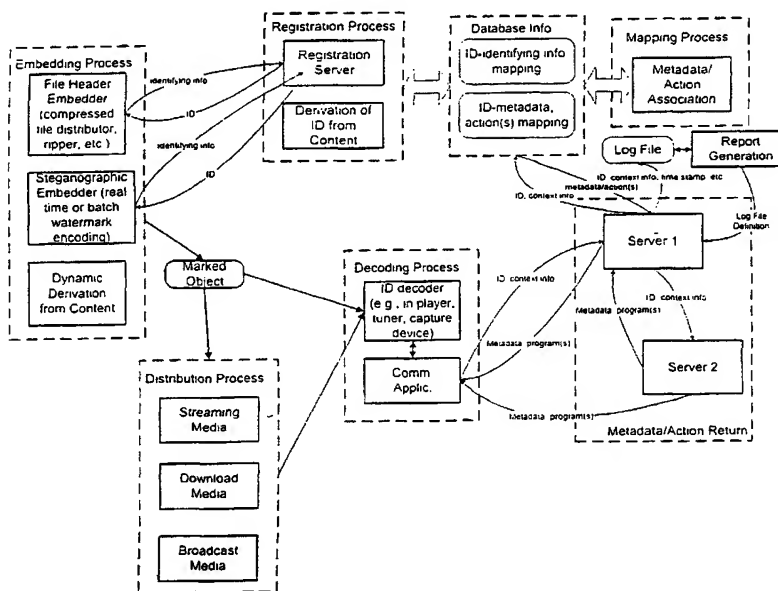 Embedding Process
File Header
Embedder
(compressed
file distributor,
ripper, etc )
Steganographic
Embedder (real
time or batch
watermark
encoding)
Dynamic
Derivation
from Content
Identifying info
ID
Identifying info
ID
Registration Process
Registration
Server
Derivation of
ID from
Content
Database Info
ID-identifying info
mapping
ID-metadata,
action(s) mapping
Mapping Process
Metadata/
Action
Association
Log File
Report
Generation
ID context info, time stamp, etc
metadata/action(s)
ID, context info
Log File
Definition
Marked
Object
Decoding Process
ID decoder
(e.g., in player,
tuner, capture
device)
Comm
Applic.
ID context info
Metadata program(s)
Server 1
ID, context info
Metadata program(s)
Server 2
Metadata program(s)
Metadata/Action Return
Distribution Process
Streaming
Media
Download
Media
Broadcast
Media